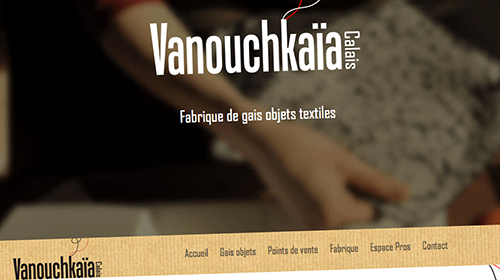 Vanouchkaïa
Calais
Fabrique de gais objets textiles
Accueil Gais objets Points de vente Fabrique Espace Pros Contact
Vanouchkaïa
Calais